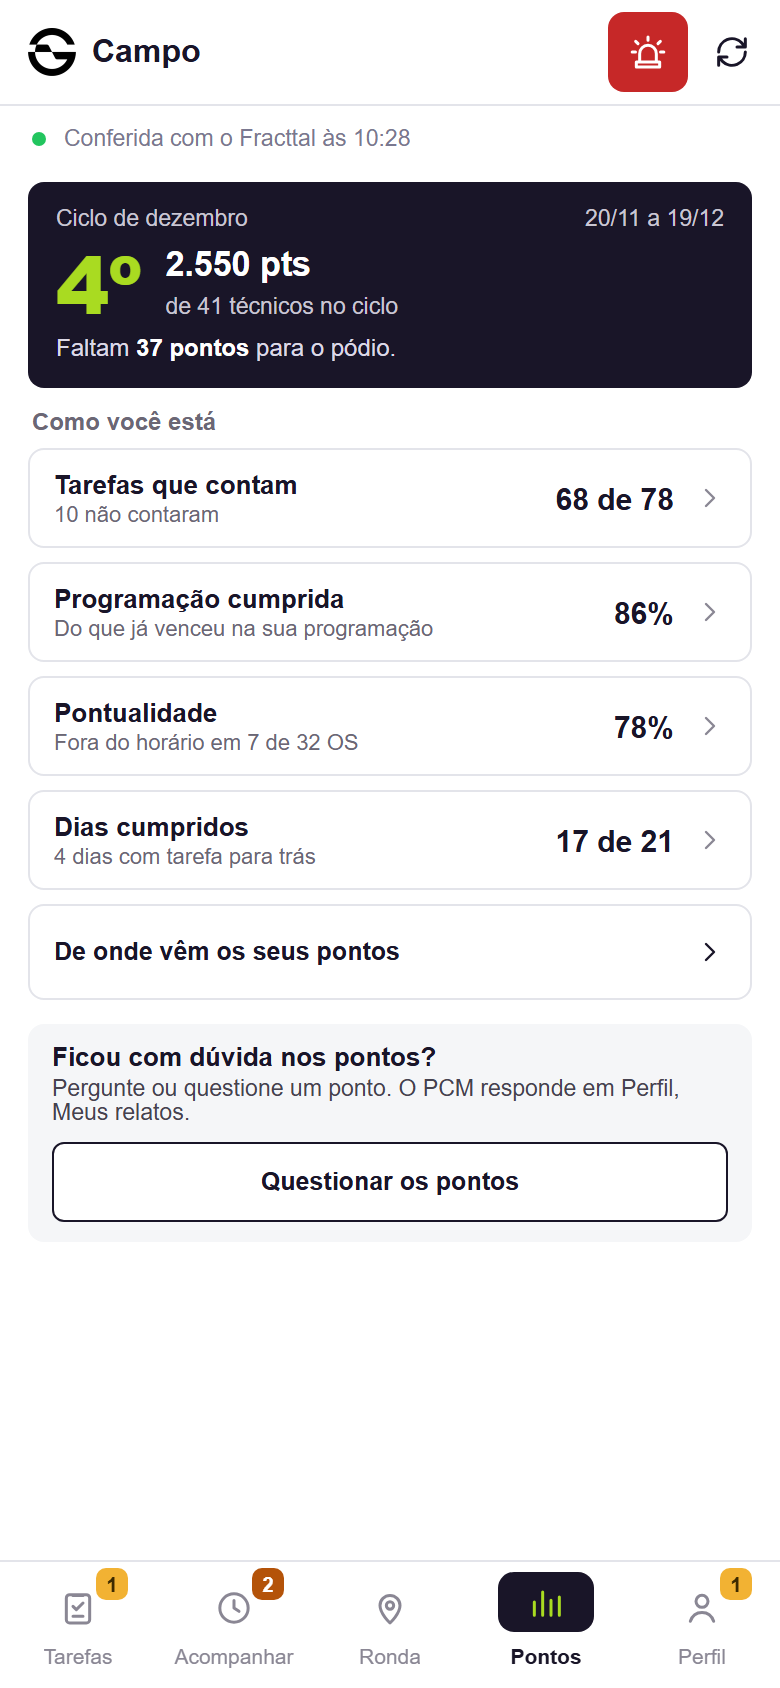 Campo
Conferida com o Fracttal às 10:28
Ciclo de dezembro
20/11 a 19/12
4º
2.550 pts
de 41 técnicos no ciclo
Faltam 37 pontos para o pódio.
Como você está
Tarefas que contam
10 não contaram
68 de 78
Programação cumprida
Do que já venceu na sua programação
86%
Pontualidade
Fora do horário em 7 de 32 OS
78%
Dias cumpridos
4 dias com tarefa para trás
17 de 21
De onde vêm os seus pontos
Ficou com dúvida nos pontos?
Pergunte ou questione um ponto. O PCM responde em Perfil,
Meus relatos.
Questionar os pontos
1
2
1
Tarefas
Acompanhar
Ronda
Pontos
Perfil